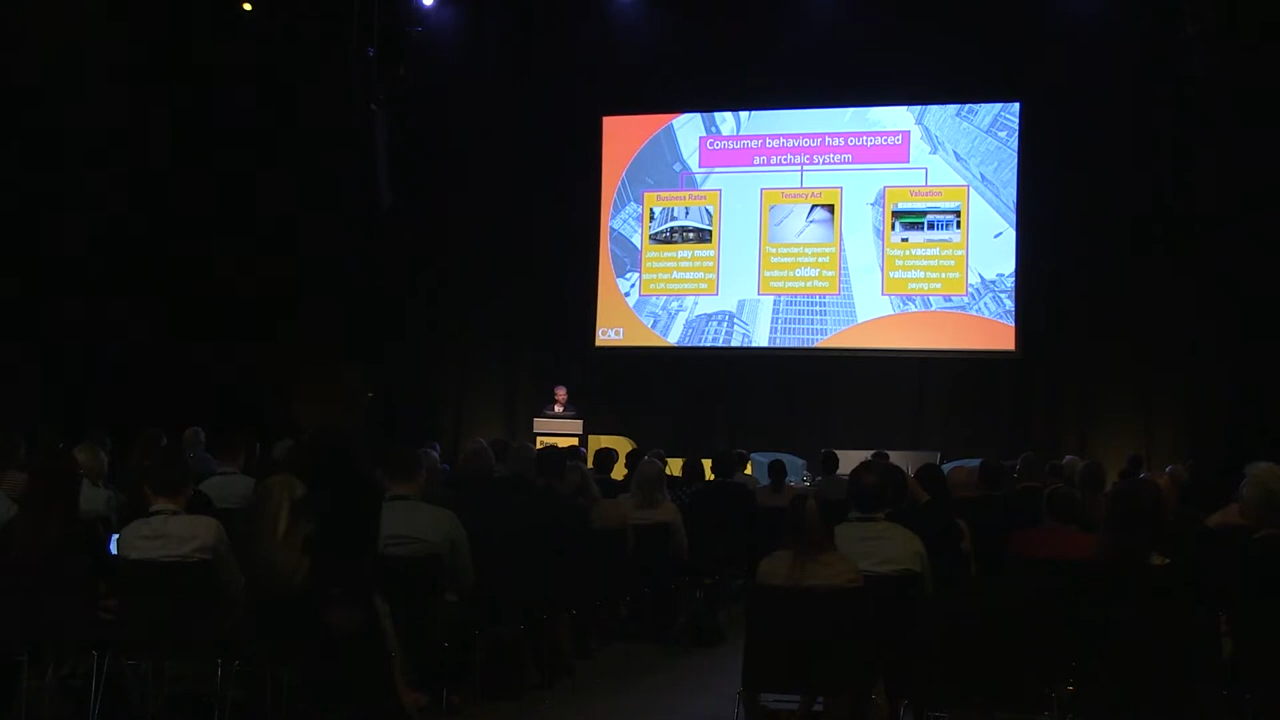 Consumer behaviour has outpaced
an archaic system
Business Rates
John Lewis pay more
in business rates on one
store than Amazon pay
in UK corporation tax
Tenancy Act
The standard agreement
between retailer and
landlord is older than
most people at Revo
Valuation
Today a vacant unit can
be considered more
valuable than a rent-
paying one
CACI
Revo